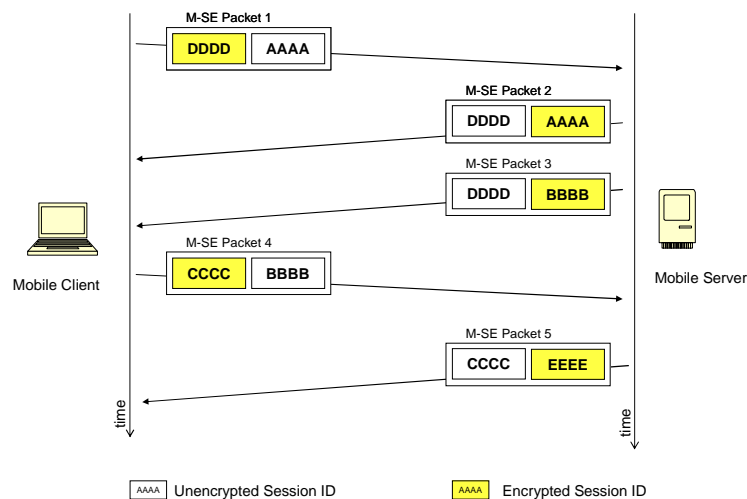 M-SE Packet 1
DDDD AAAA
M-SE Packet 2
DDDD AAAA
M-SE Packet 3
DDDD BBBB
M-SE Packet 4
CCCC BBBB
Mobile Client
Mobile Server
M-SE Packet 5
CCCC EEEE
time
time
AAAA Unencrypted Session ID
AAAA Encrypted Session ID